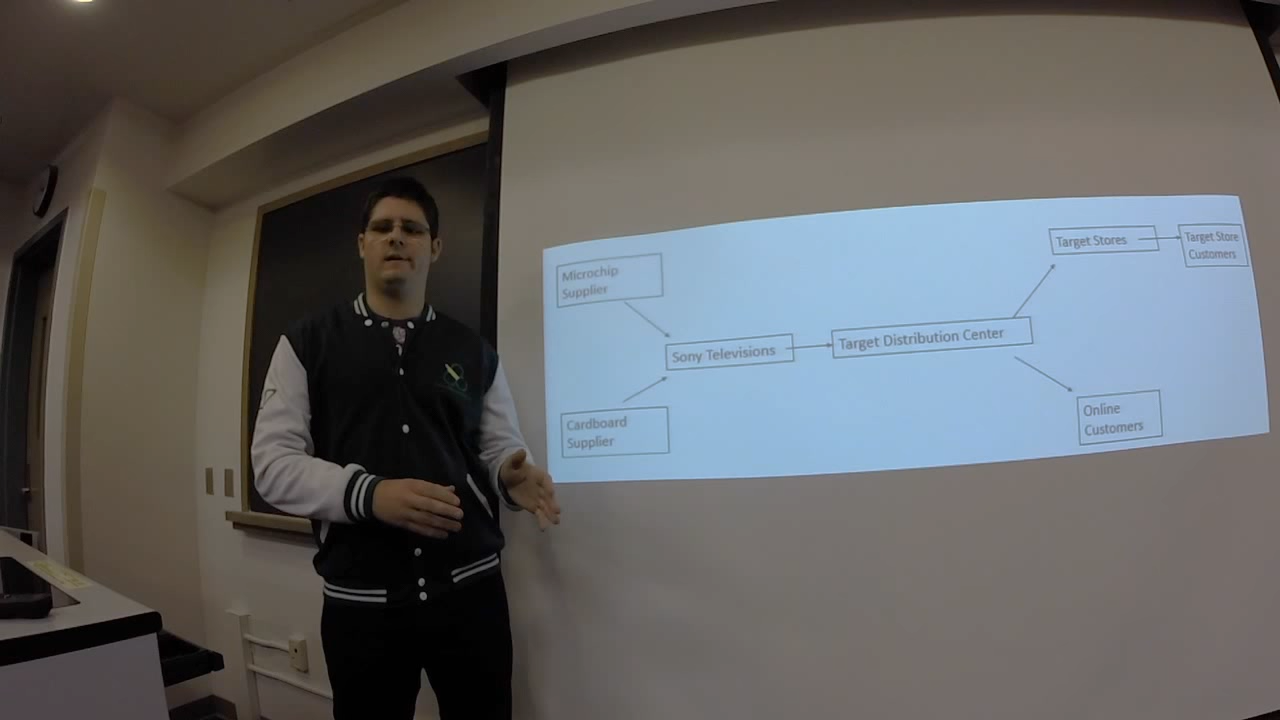 Microchip
Supplier
Cardboard
Supplier
Sony Televisions
Target Distribution Center
Target Stores
Target Store
Customers
Online
Customers